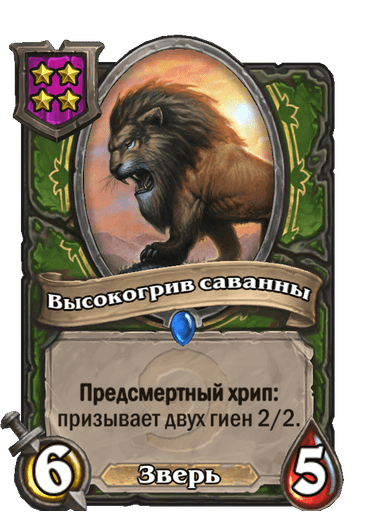 Высокогрив саванны
Предсмертный хрип:
призывает двух гиен 2/2.
6
Зверь
5